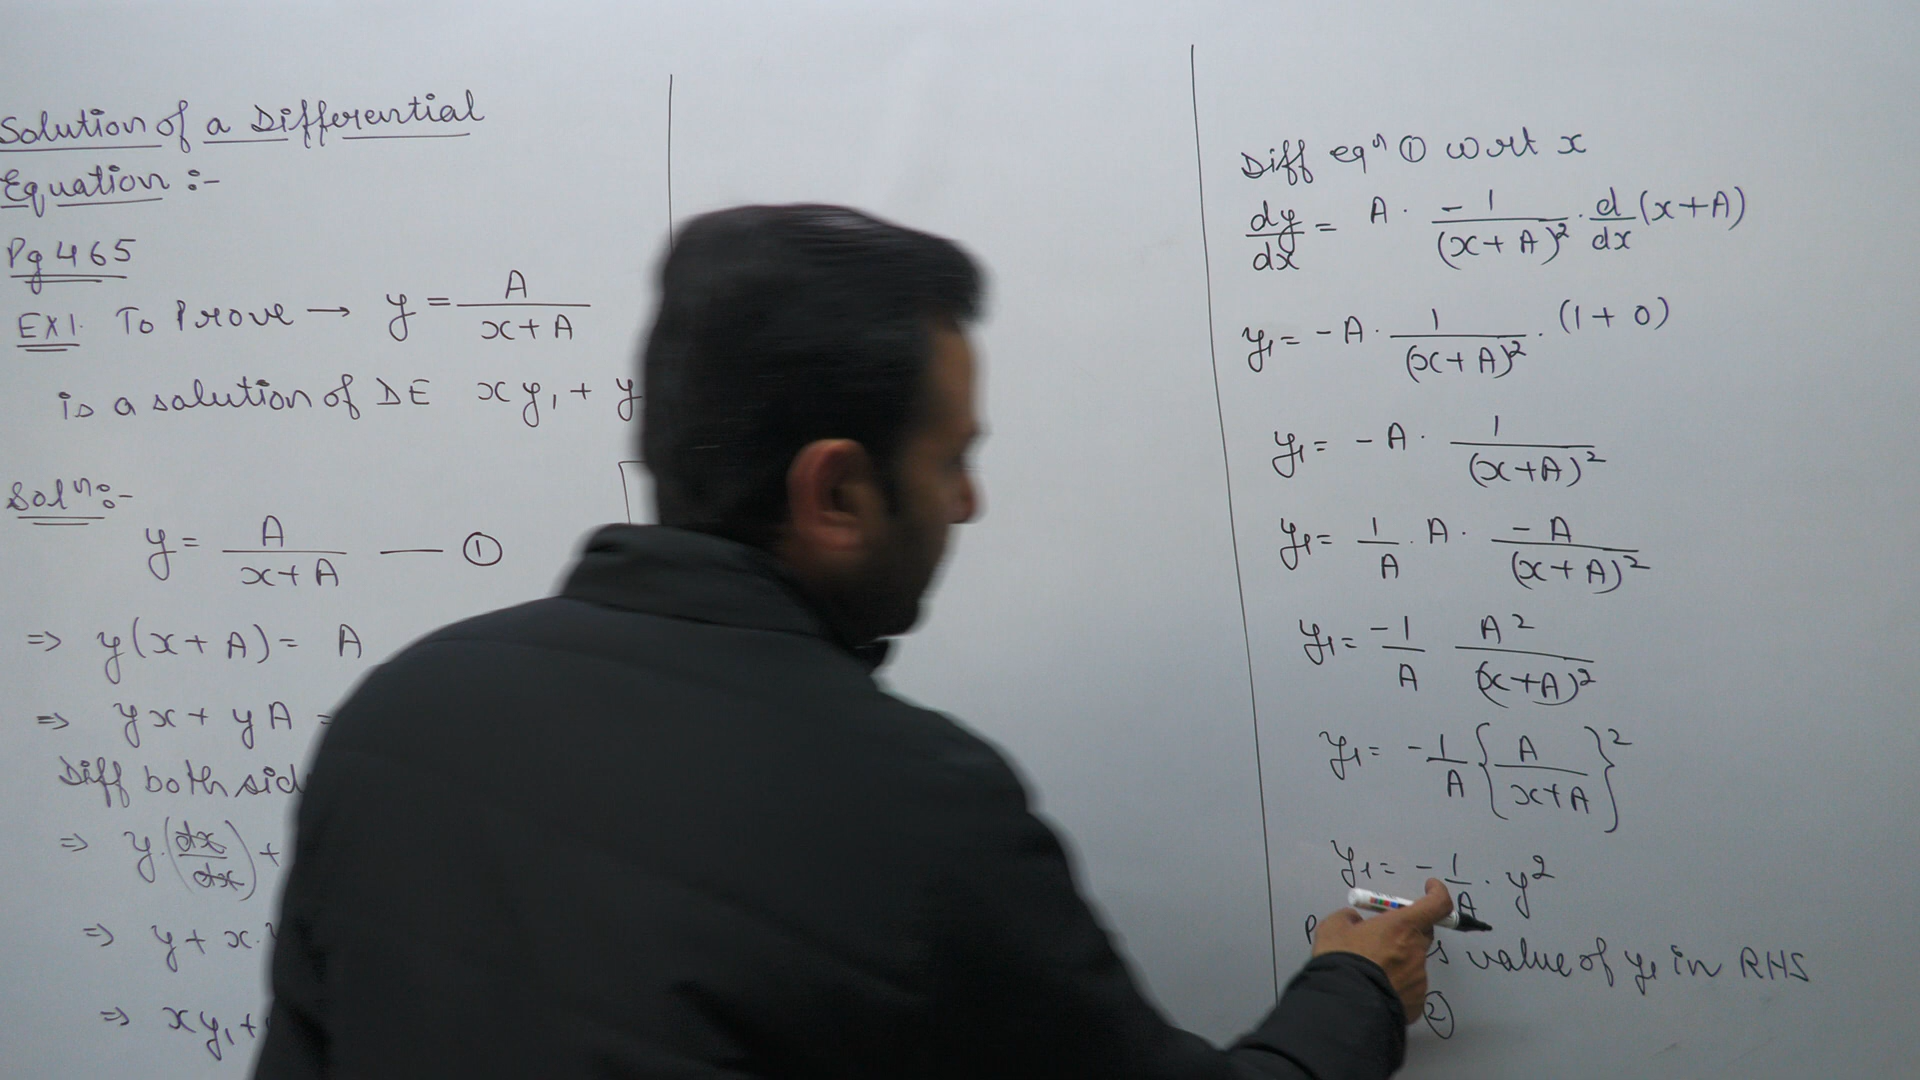 Solution of a Differential
Equation :-
Pg 465
EX1. To Prove → y = A/(x+A)
is a solution of DE xy₁ + y
Solⁿ:-
y = A/(x+A) — ①
⇒ y(x+A) = A
⇒ yx + yA =
Diff both sid
⇒ y.(dx/dx) +
⇒ y + x.
⇒ xy₁ +
Diff eqⁿ ① wrt x
dy/dx = A · -1/(x+A)² · d/dx (x+A)
y₁ = -A · 1/(x+A)² · (1+0)
y₁ = -A · 1/(x+A)²
y₁ = 1/A · A · -A/(x+A)²
y₁ = -1/A A²/(x+A)²
y₁ = -1/A {A/(x+A)}²
y₁ = -1/A · y²
value of y₁ in RHS
②